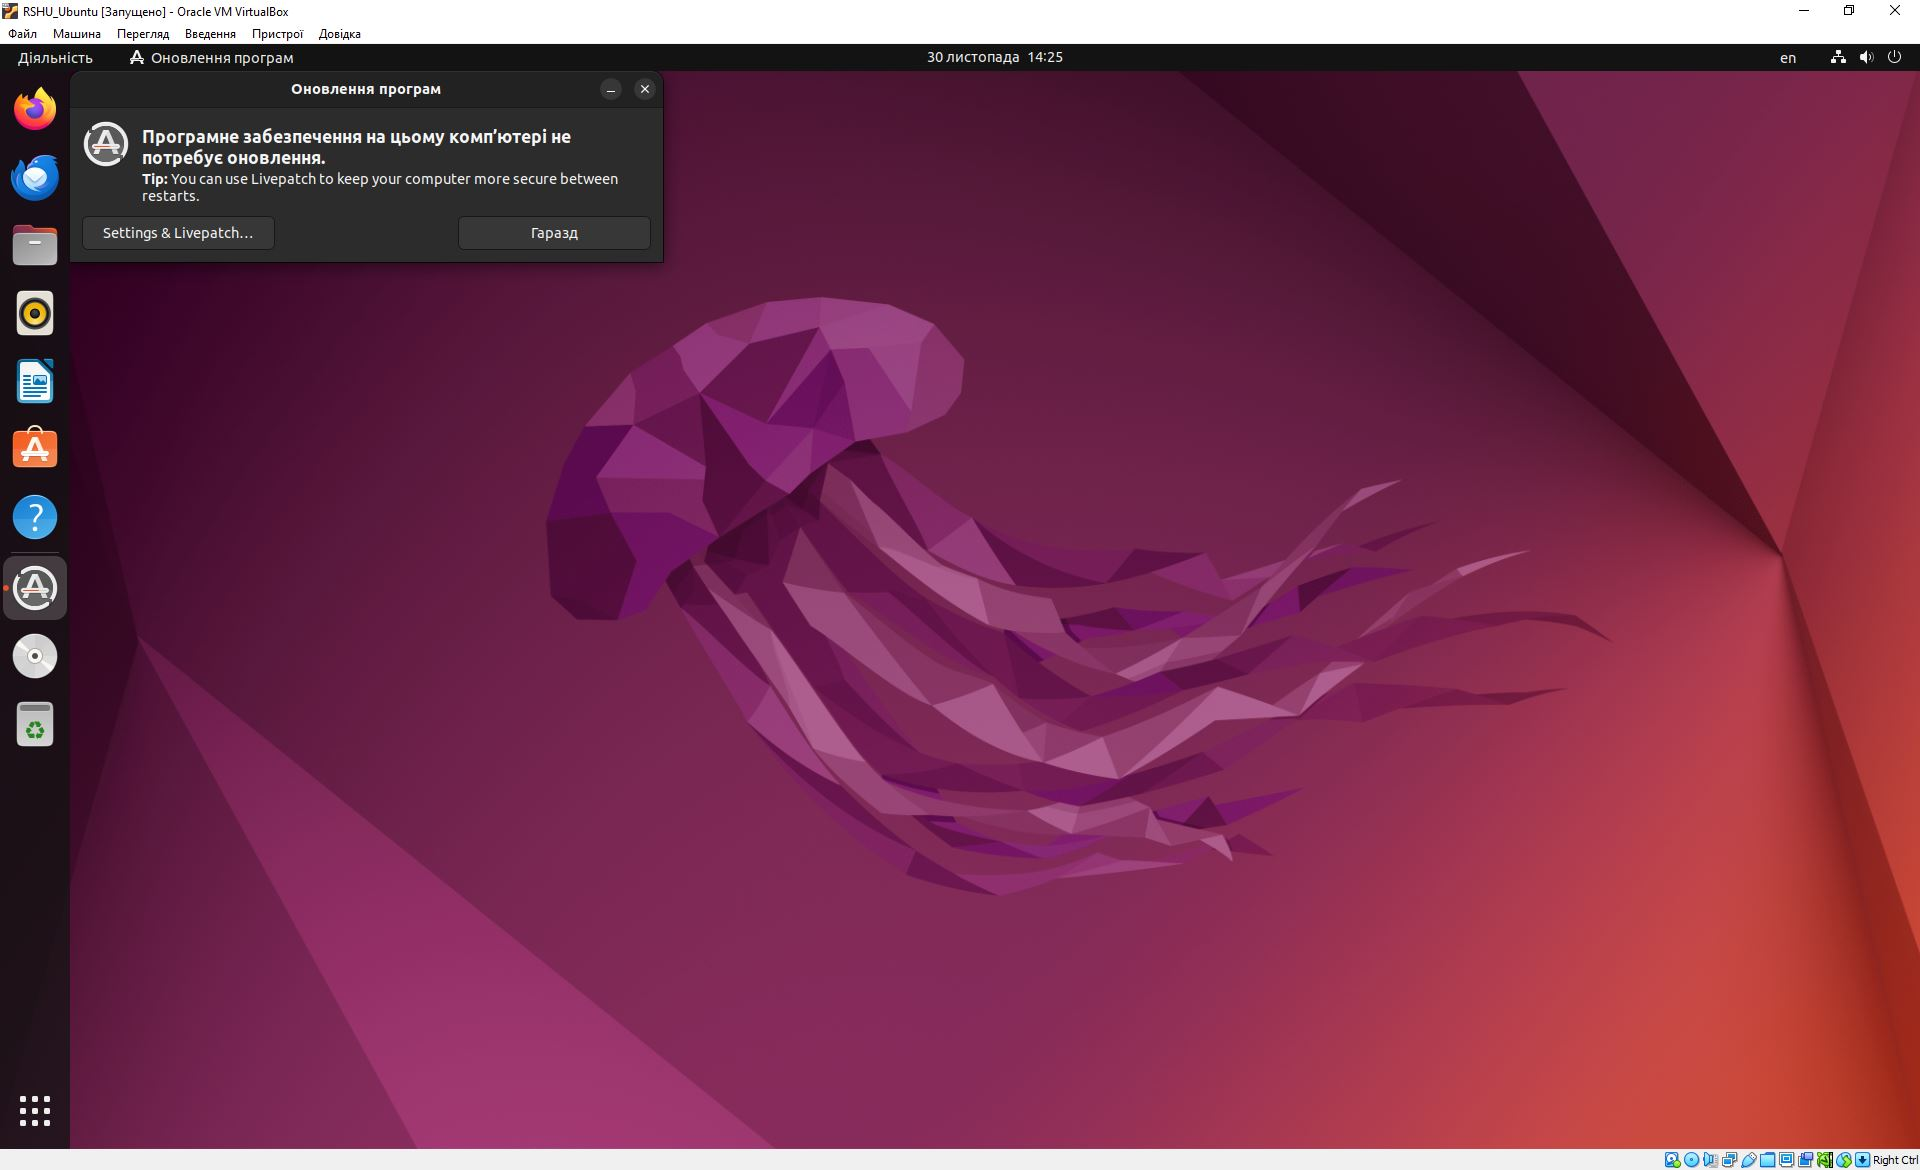 RSHU_Ubuntu [Запущено] - Oracle VM VirtualBox
Файл Машина Перегляд Введення Пристрої Довідка
Діяльність Оновлення програм 30 листопада 14:25 en
Оновлення програм
Програмне забезпечення на цьому комп’ютері не
потребує оновлення.
Tip: You can use Livepatch to keep your computer more secure between
restarts.
Settings & Livepatch… Гаразд
Right Ctrl